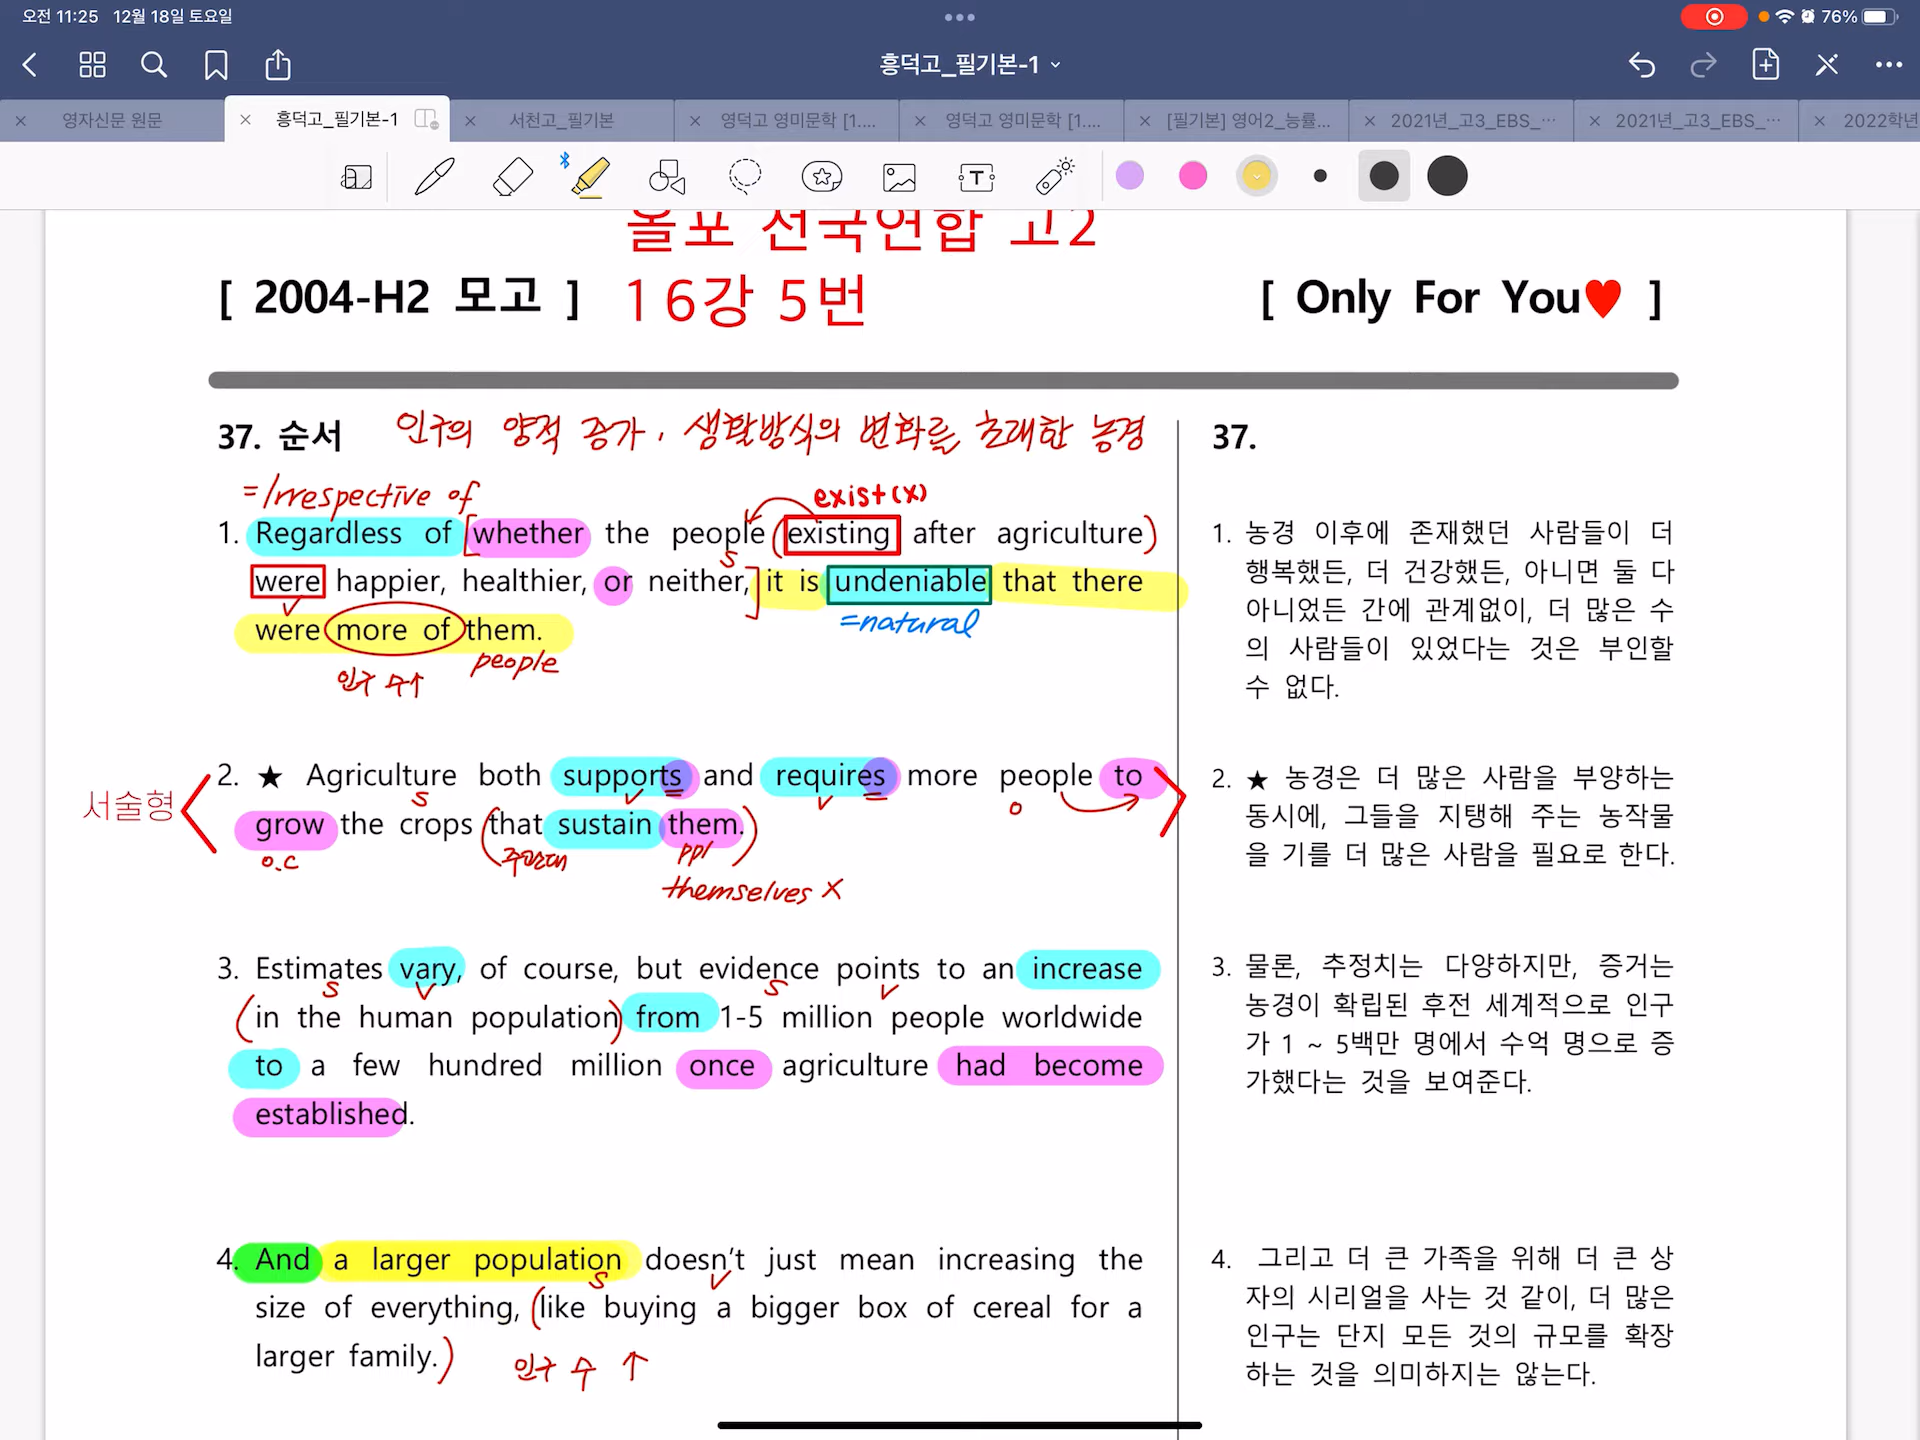 오전 11:25 12월 18일 토요일
76%
흥덕고_필기본-1
영자신문 원문
흥덕고_필기본-1
서천고_필기본
영덕고 영미문학 [1....
영덕고 영미문학 [1....
[필기본] 영어2_능률...
2021년_고3_EBS_...
2021년_고3_EBS_...
2022학년
올포 전국연합 고2
[ 2004-H2 모고 ] 16강 5번
[ Only For You♥ ]
37. 순서 인구의 양적 증가, 생활방식의 변화를 초래한 농경
=Irrespective of
exist(x)
1. Regardless of [whether the people (existing after agriculture)
s
were happier, healthier, or neither,] it is undeniable that there
=natural
were more of them.
people
인구 수↑
서술형
2. ★ Agriculture both supports and requires more people to
s v v o
grow the crops (that sustain them.)
o.c 주관대 ppl
themselves X
3. Estimates vary, of course, but evidence points to an increase
s v s v
(in the human population) from 1-5 million people worldwide
to a few hundred million once agriculture had become
established.
4. And a larger population doesn't just mean increasing the
s v
size of everything, (like buying a bigger box of cereal for a
larger family.)
인구 수 ↑
37.
1. 농경 이후에 존재했던 사람들이 더
행복했든, 더 건강했든, 아니면 둘 다
아니었든 간에 관계없이, 더 많은 수
의 사람들이 있었다는 것은 부인할
수 없다.
2. ★ 농경은 더 많은 사람을 부양하는
동시에, 그들을 지탱해 주는 농작물
을 기를 더 많은 사람을 필요로 한다.
3. 물론, 추정치는 다양하지만, 증거는
농경이 확립된 후전 세계적으로 인구
가 1 ~ 5백만 명에서 수억 명으로 증
가했다는 것을 보여준다.
4. 그리고 더 큰 가족을 위해 더 큰 상
자의 시리얼을 사는 것 같이, 더 많은
인구는 단지 모든 것의 규모를 확장
하는 것을 의미하지는 않는다.